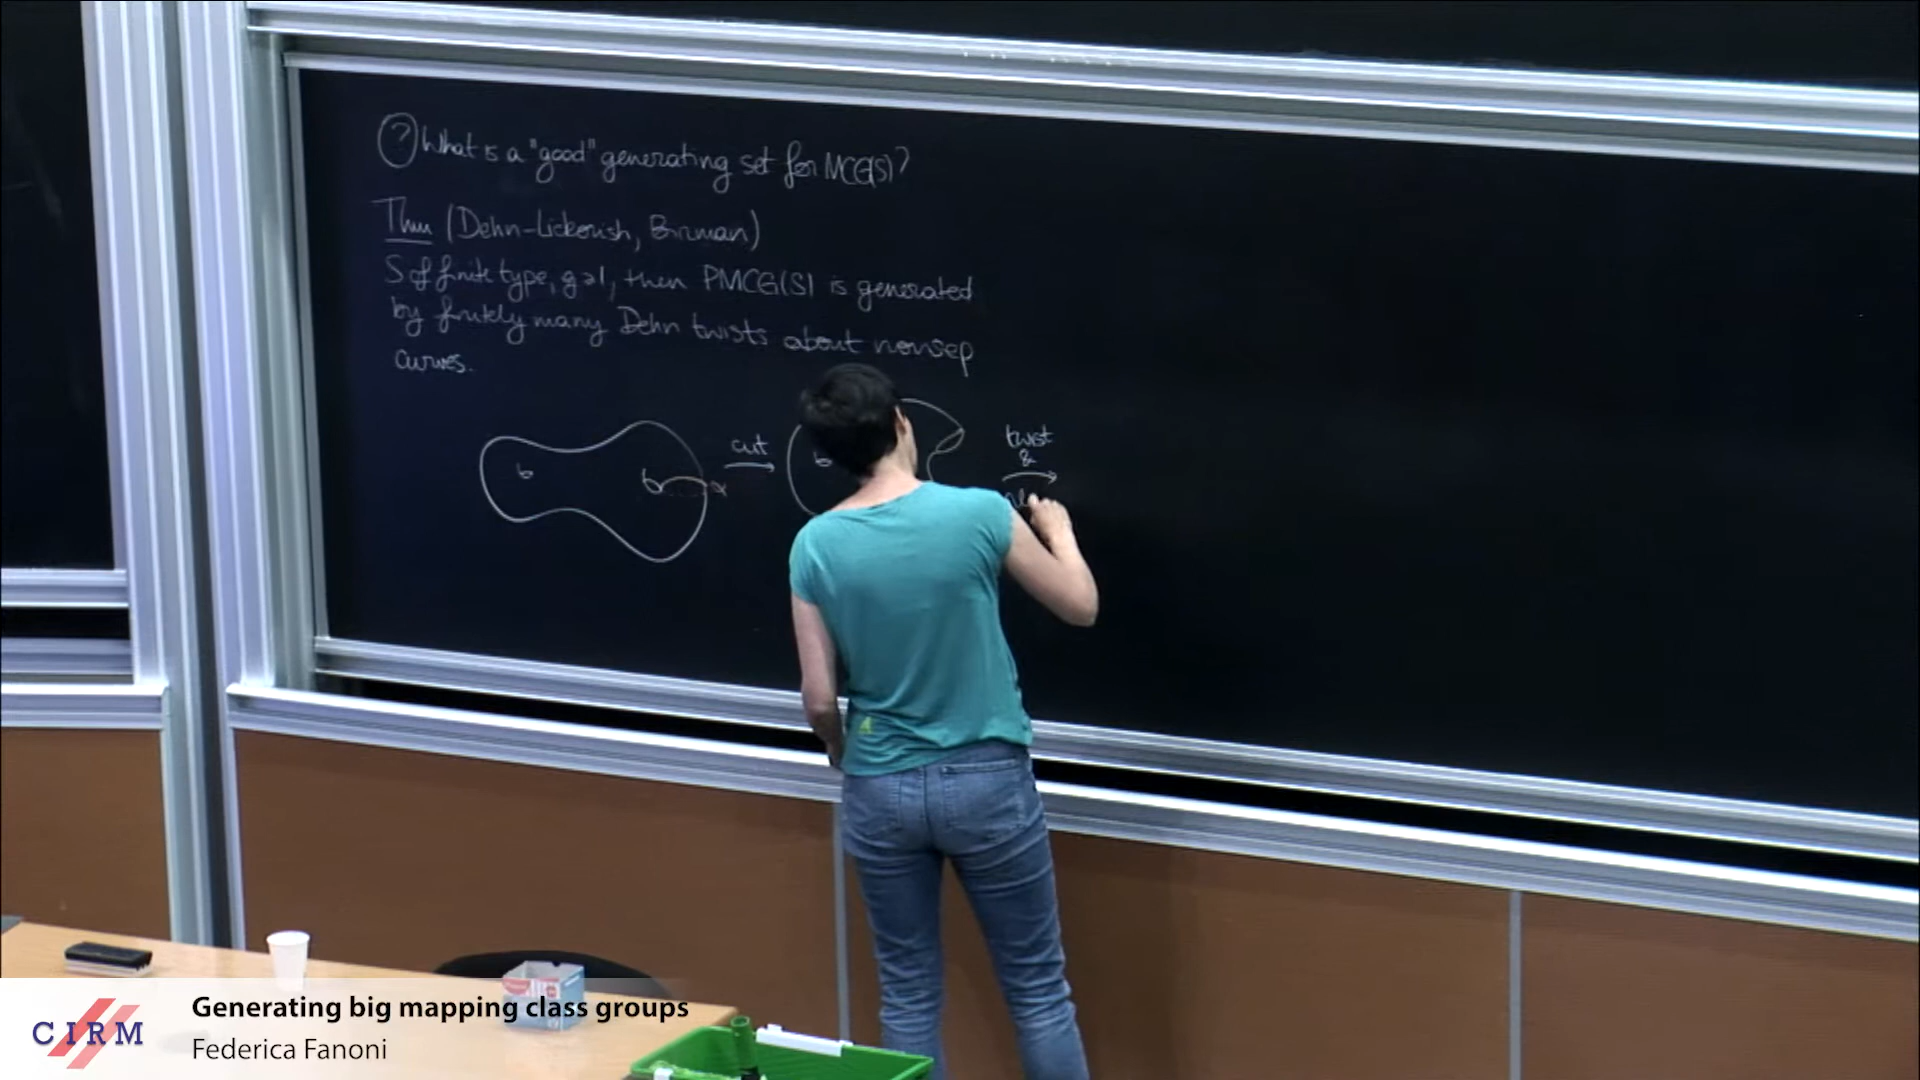 ? What is a "good" generating set for MCG(S)?
Thm (Dehn-Lickorish, Birman)
S of finite type, g≥1, then PMCG(S) is generated
by finitely many Dehn twists about nonsep
curves.
cut
α
twist
&
CIRM
Generating big mapping class groups
Federica Fanoni